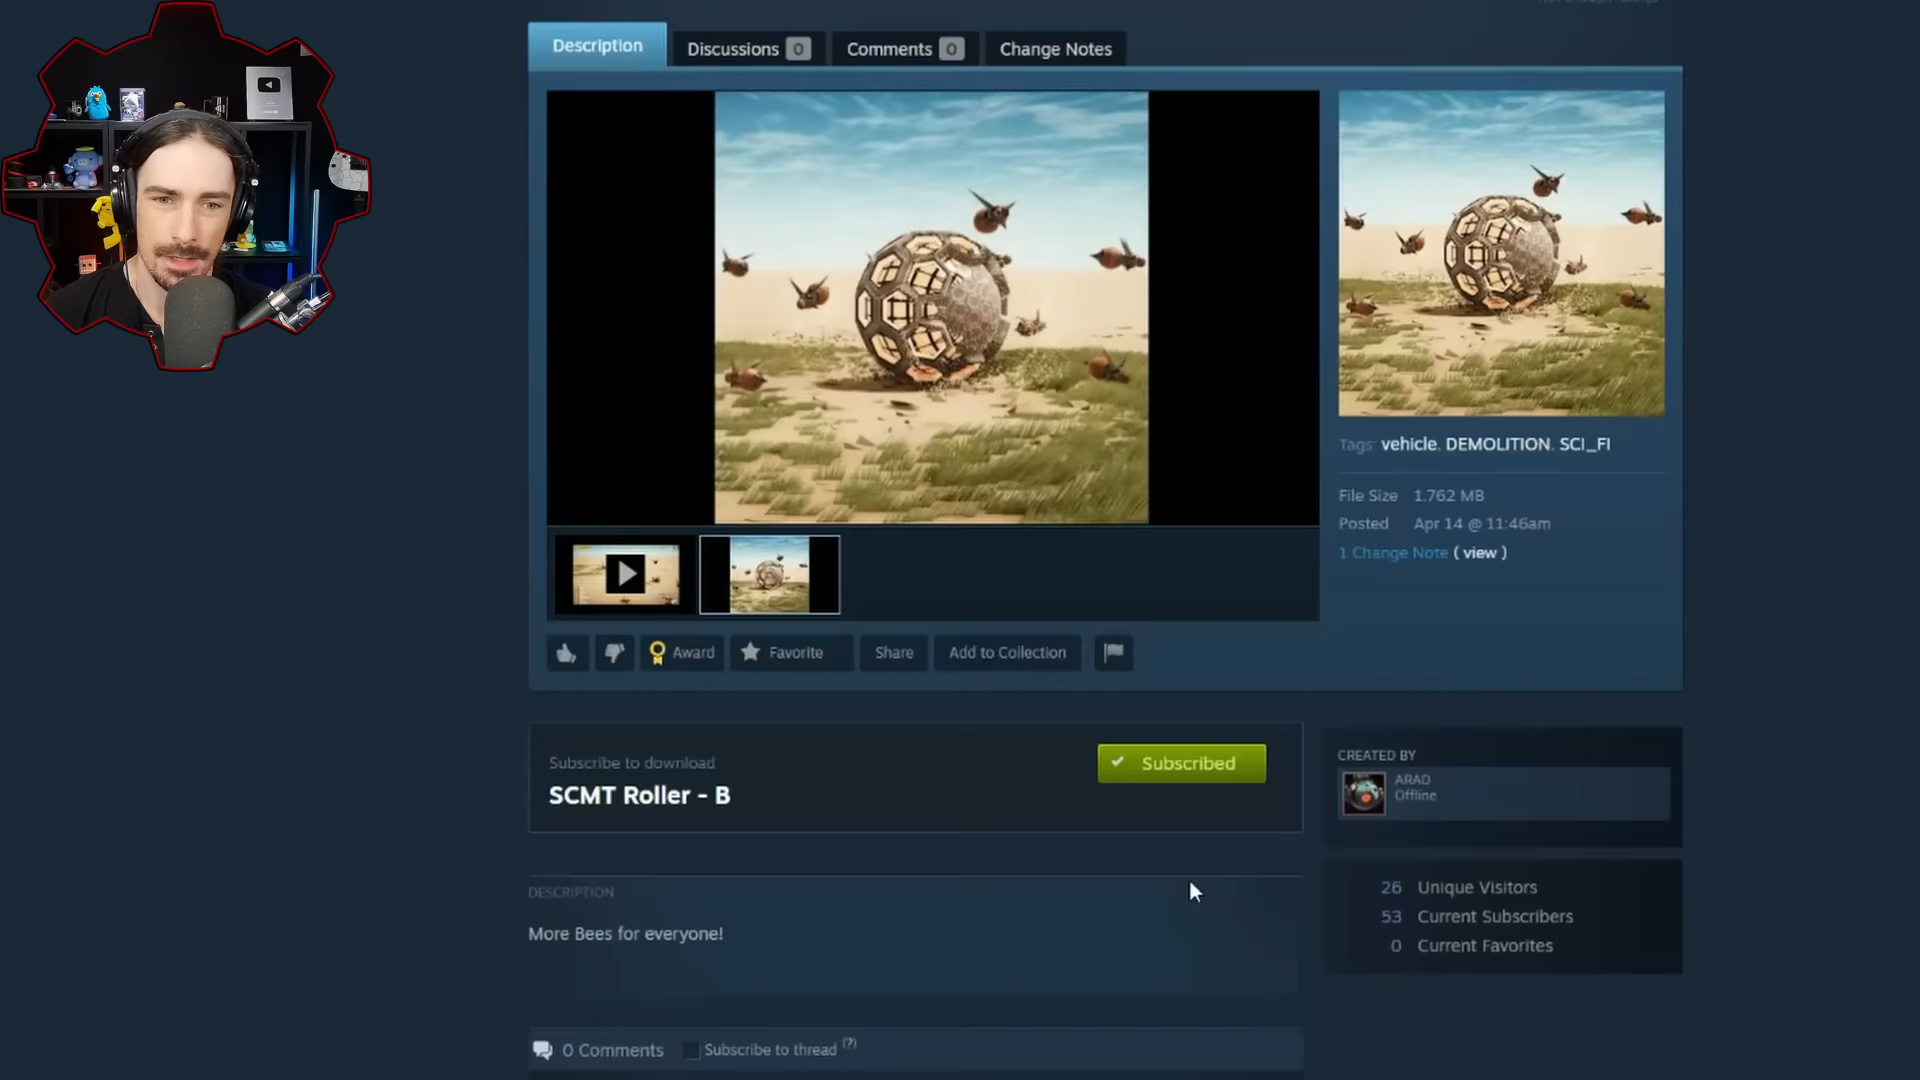 Description
Discussions 0
Comments 0
Change Notes
Tags: vehicle, DEMOLITION, SCI_FI
File Size 1.762 MB
Posted Apr 14 @ 11:46am
1 Change Note ( view )
Award
Favorite
Share
Add to Collection
Subscribe to download
SCMT Roller - B
Subscribed
CREATED BY
ARAD
Offline
26 Unique Visitors
53 Current Subscribers
0 Current Favorites
DESCRIPTION
More Bees for everyone!
0 Comments
Subscribe to thread (?)